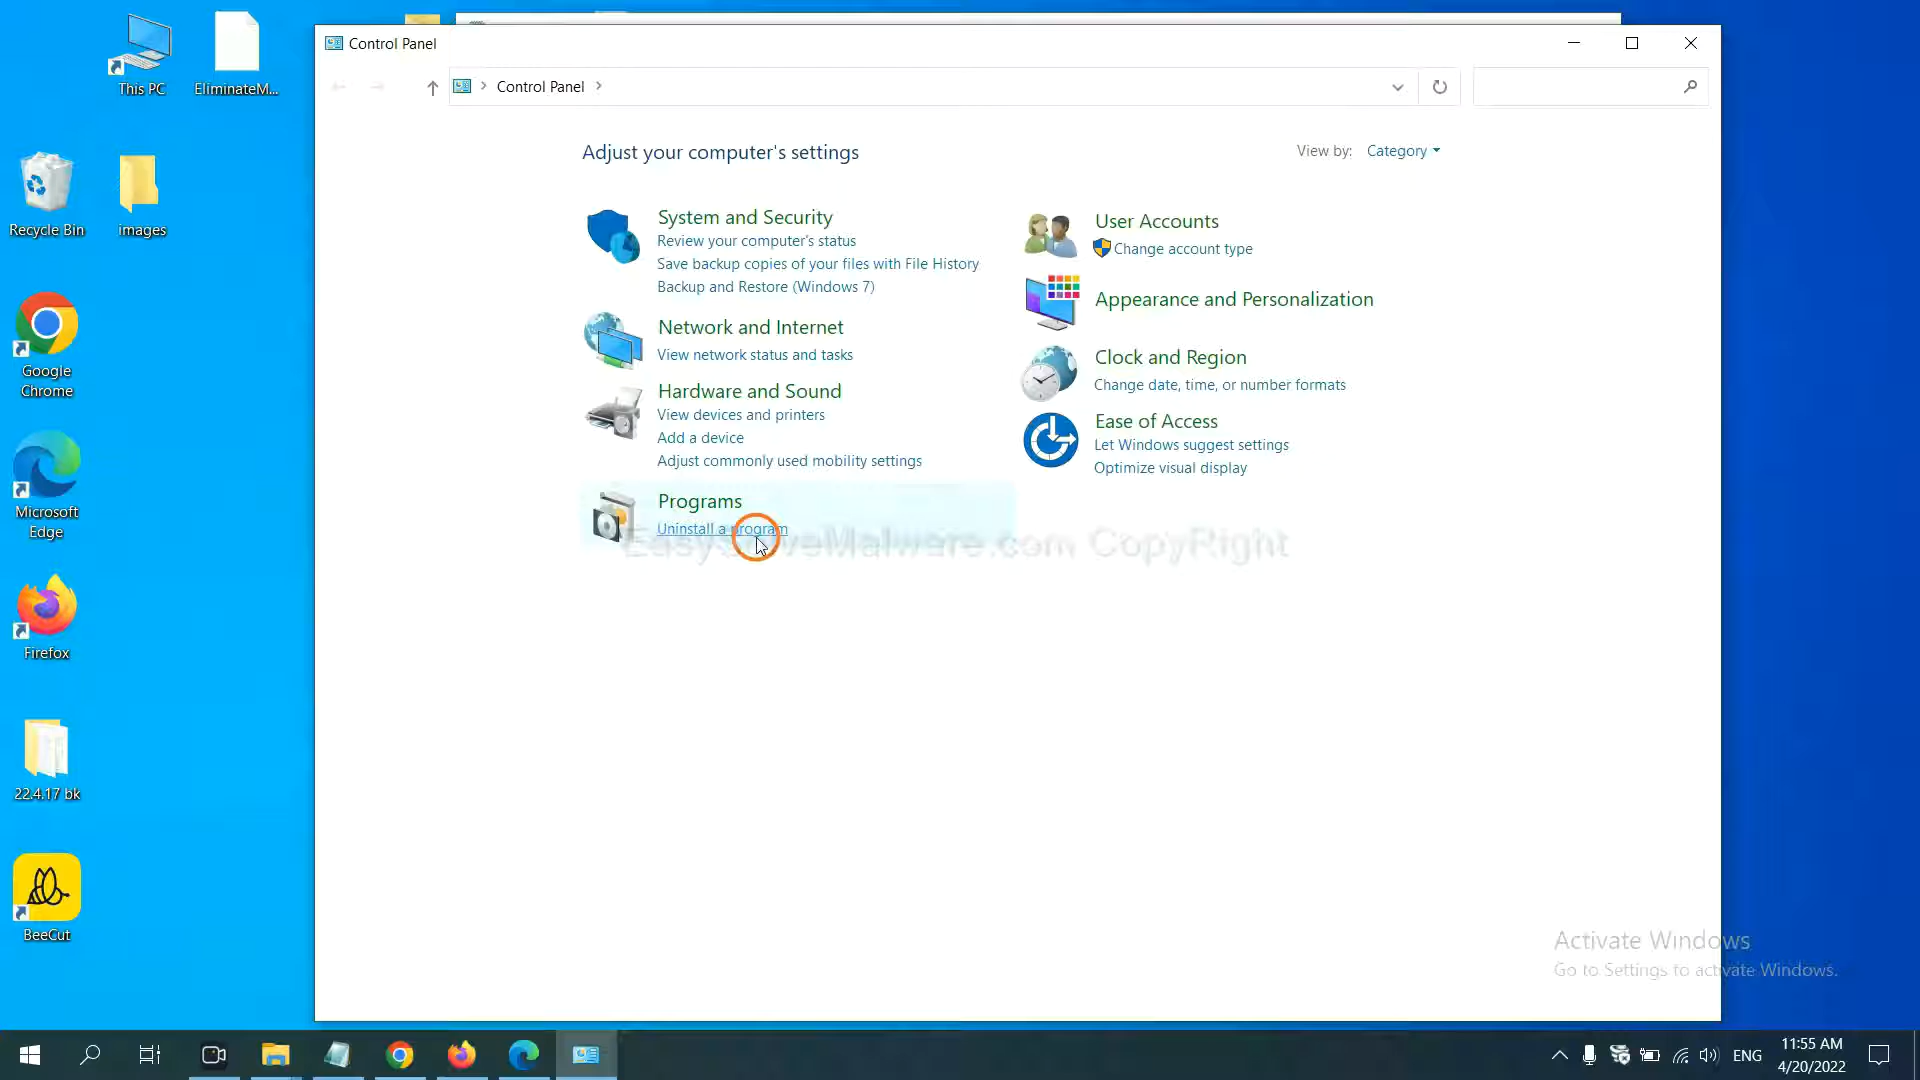 This PC
EliminateM...
Recycle Bin
images
Google
Chrome
Microsoft
Edge
Firefox
22.4.17 bk
BeeCut
Control Panel
Control Panel
Adjust your computer's settings
View by: Category
System and Security
Review your computer's status
Save backup copies of your files with File History
Backup and Restore (Windows 7)
Network and Internet
View network status and tasks
Hardware and Sound
View devices and printers
Add a device
Adjust commonly used mobility settings
Programs
Uninstall a program
User Accounts
Change account type
Appearance and Personalization
Clock and Region
Change date, time, or number formats
Ease of Access
Let Windows suggest settings
Optimize visual display
EasySolveMalware.com CopyRight
Activate Windows
Go to Settings to activate Windows.
ENG
11:55 AM
4/20/2022